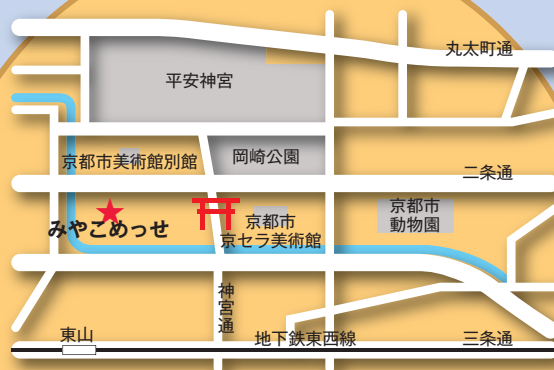 丸太町通
平安神宮
京都市美術館別館
岡崎公園
二条通
みやこめっせ
京都市
京セラ美術館
京都市
動物園
神宮通
東山
地下鉄東西線
三条通